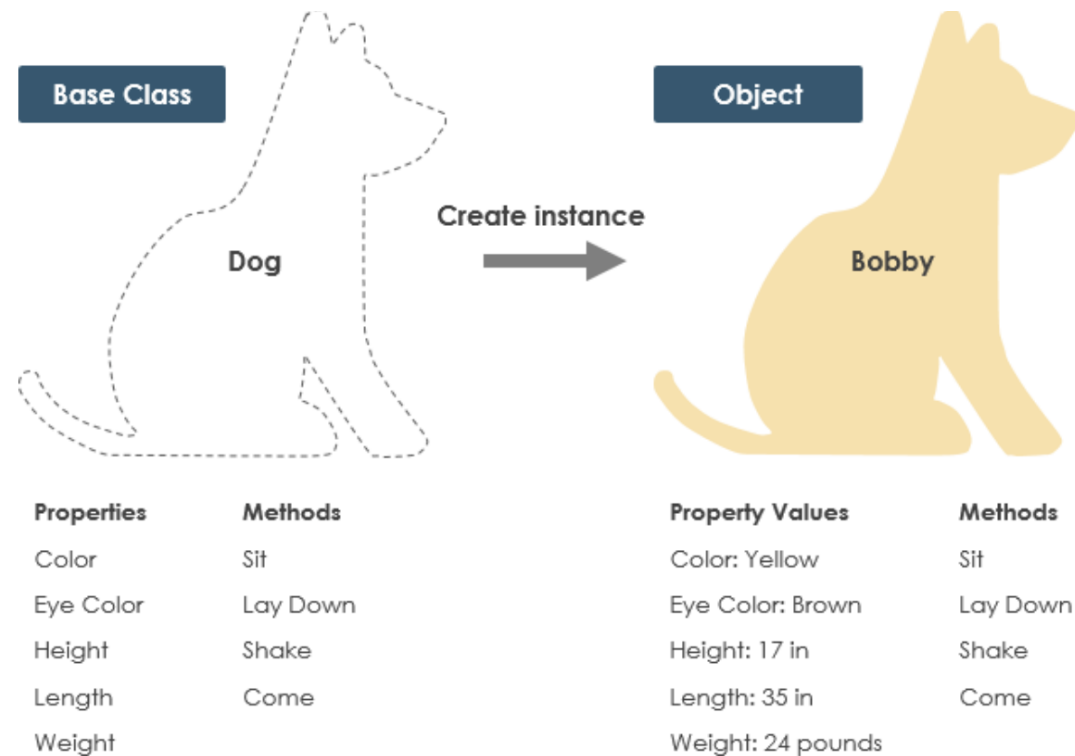 Base Class
Object
Create instance
Dog
Bobby
Properties
Methods
Color
Sit
Eye Color
Lay Down
Height
Shake
Length
Come
Weight
Property Values
Methods
Color: Yellow
Sit
Eye Color: Brown
Lay Down
Height: 17 in
Shake
Length: 35 in
Come
Weight: 24 pounds